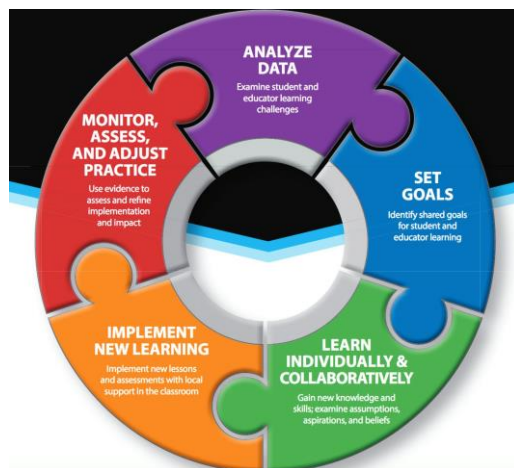 ANALYZE
DATA
Examine student and
educator learning
challenges
SET
GOALS
Identify shared goals
for student and
educator learning
LEARN
INDIVIDUALLY &
COLLABORATIVELY
Gain new knowledge and
skills; examine assumptions,
aspirations, and beliefs
IMPLEMENT
NEW LEARNING
Implement new lessons
and assessments with local
support in the classroom
MONITOR,
ASSESS,
AND ADJUST
PRACTICE
Use evidence to
assess and refine
implementation
and impact